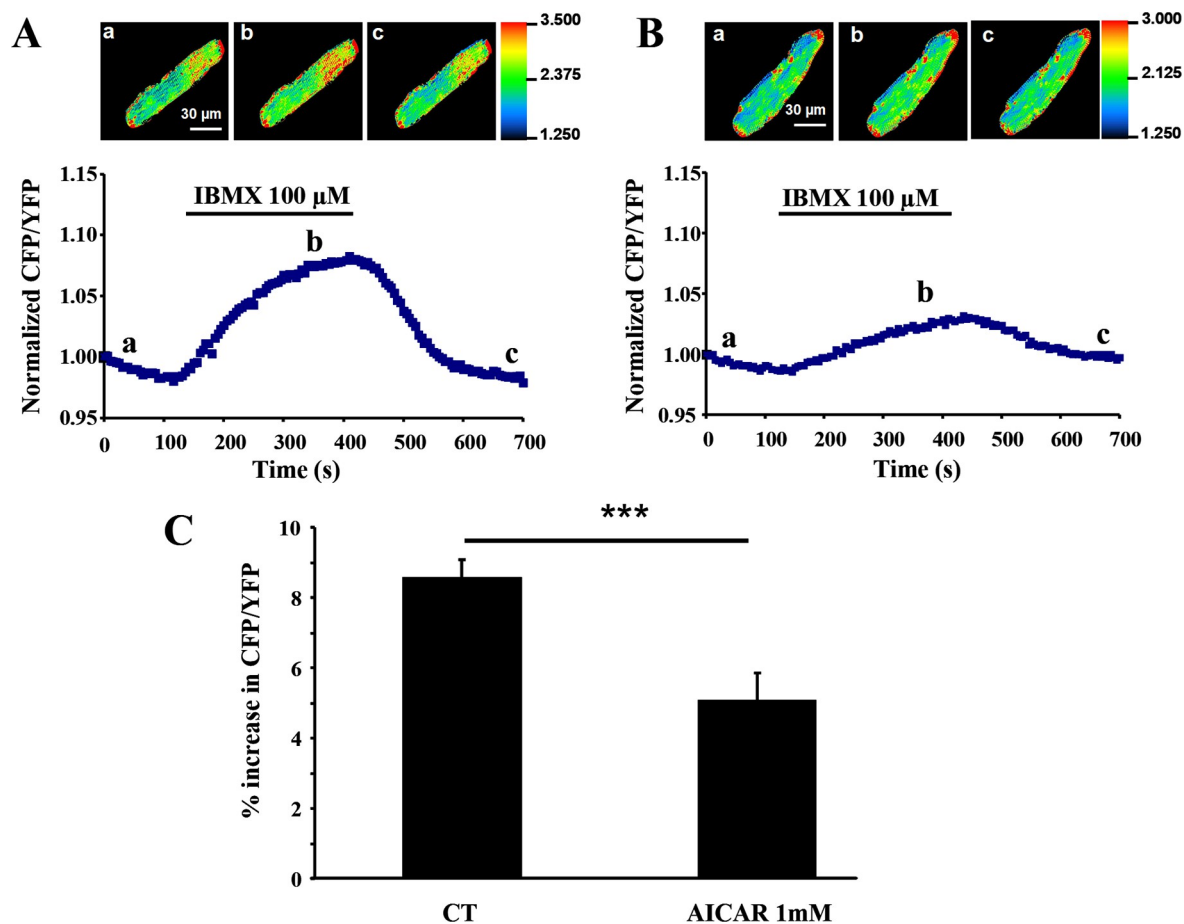 A
a
b
c
30 µm
3.500
2.375
1.250
Normalized CFP/YFP
1.15
1.10
1.05
1.00
0.95
IBMX 100 µM
a
b
c
0 100 200 300 400 500 600 700
Time (s)
B
a
b
c
30 µm
3.000
2.125
1.250
Normalized CFP/YFP
1.15
1.10
1.05
1.00
0.95
IBMX 100 µM
a
b
c
0 100 200 300 400 500 600 700
Time (s)
C
% increase in CFP/YFP
10
8
6
4
2
0
***
CT
AICAR 1mM